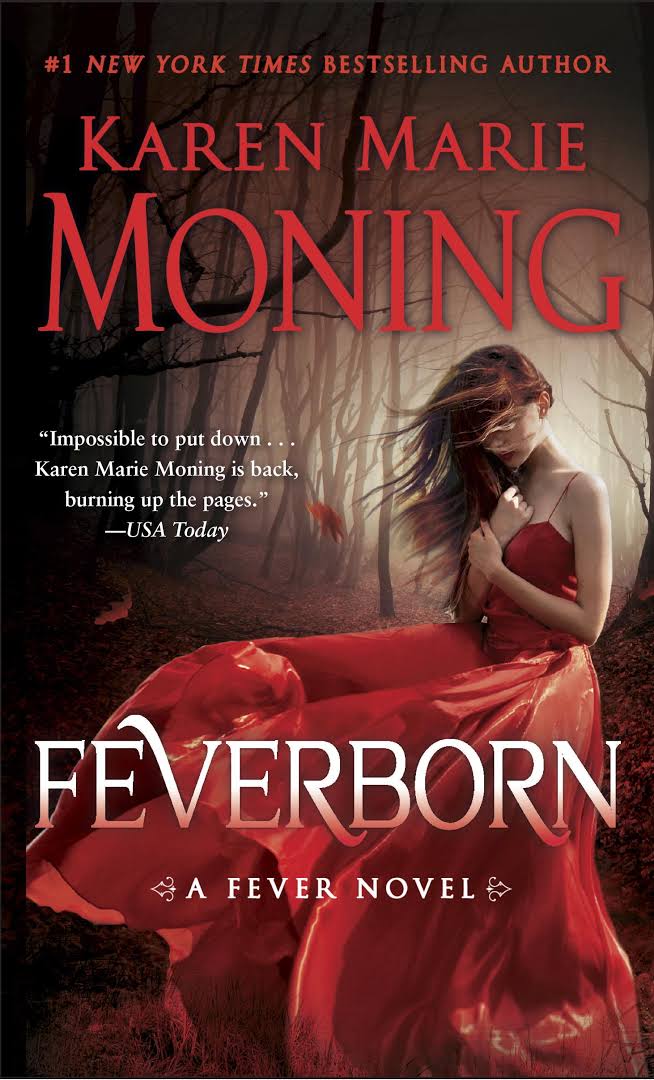 #1 NEW YORK TIMES BESTSELLING AUTHOR
KAREN MARIE
MONING
“Impossible to put down . . .
Karen Marie Moning is back,
burning up the pages.”
—USA Today
FEVERBORN
A FEVER NOVEL